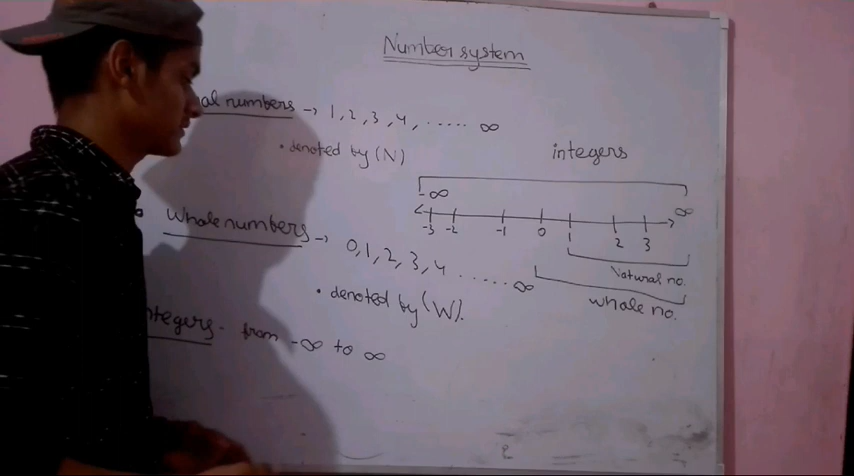 Number system
al numbers → 1, 2, 3, 4, ..... ∞
• denoted by (N)
integers
-∞ ∞
-3 -2 -1 0 1 2 3
Natural no.
whole no.
Whole numbers → 0, 1, 2, 3, 4 ...... ∞
• denoted by (W).
ntegers. from -∞ to ∞